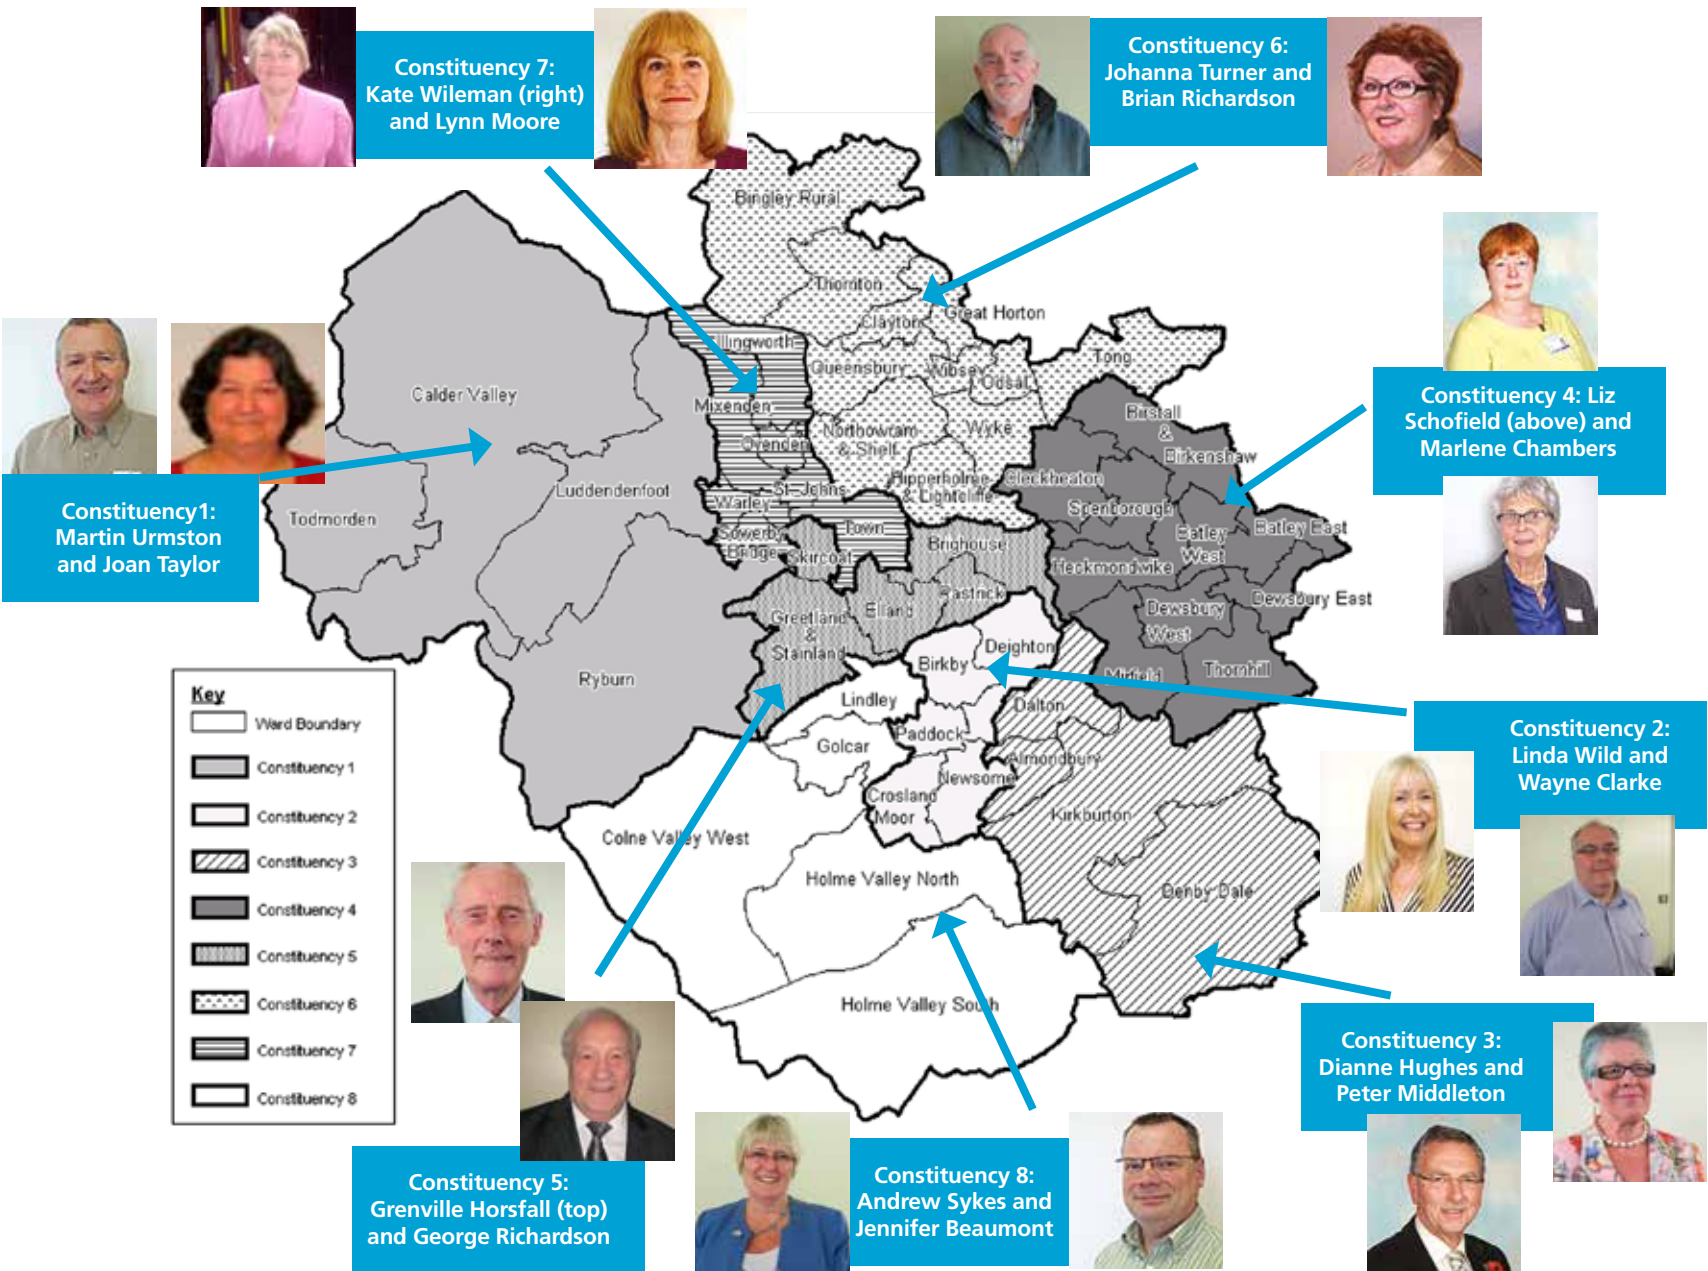 Constituency 7:
Kate Wileman (right)
and Lynn Moore
Constituency 6:
Johanna Turner and
Brian Richardson
Constituency 4: Liz
Schofield (above) and
Marlene Chambers
Constituency1:
Martin Urmston
and Joan Taylor
Constituency 2:
Linda Wild and
Wayne Clarke
Constituency 3:
Dianne Hughes and
Peter Middleton
Constituency 5:
Grenville Horsfall (top)
and George Richardson
Constituency 8:
Andrew Sykes and
Jennifer Beaumont
Bingley Rural
Thornton
Clayton
Great Horton
Queensbury
Wibsey
Odsal
Tong
Illingworth
Mixenden
Ovenden
Northowram
& Shelf
Wyke
Calder Valley
Luddendenfoot
Todmorden
Ryburn
Warley
St Johns
Town
Sowerby
Bridge
Skircoat
Hipperholme
& Lightcliffe
Brighouse
Rastrick
Elland
Greetland
&
Stainland
Birstall
&
Birkenshaw
Cleckheaton
Spenborough
Batley
West
Batley East
Heckmondwike
Dewsbury
West
Dewsbury East
Mirfield
Thornhill
Deighton
Birkby
Lindley
Golcar
Paddock
Dalton
Almondbury
Newsome
Crosland
Moor
Kirkburton
Denby Dale
Colne Valley West
Holme Valley North
Holme Valley South
Key
Ward Boundary
Constituency 1
Constituency 2
Constituency 3
Constituency 4
Constituency 5
Constituency 6
Constituency 7
Constituency 8